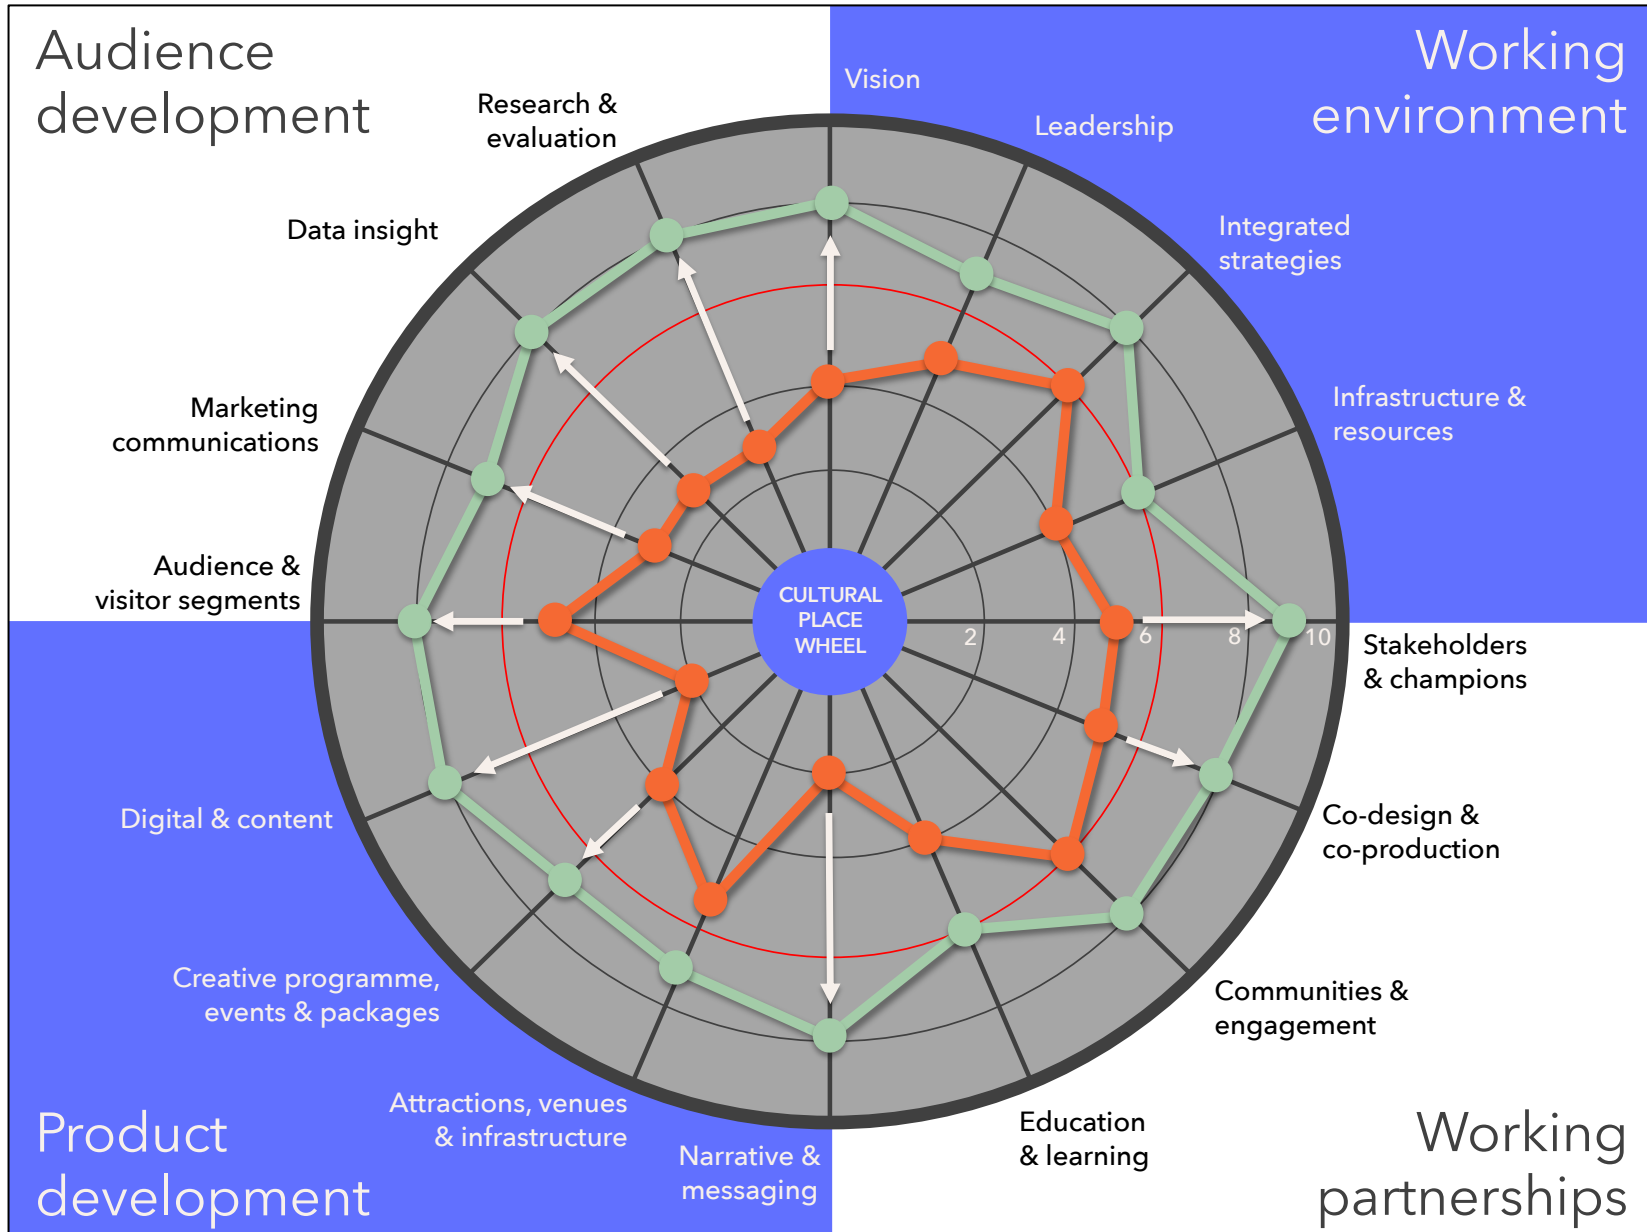 Audience
development
Working
environment
Vision
Leadership
Integrated
strategies
Infrastructure &
resources
Research &
evaluation
Data insight
Marketing
communications
Audience &
visitor segments
CULTURAL
PLACE
WHEEL
2 4 6 8 10
Stakeholders
& champions
Co-design &
co-production
Communities &
engagement
Education
& learning
Digital & content
Creative programme,
events & packages
Attractions, venues
& infrastructure
Narrative &
messaging
Product
development
Working
partnerships